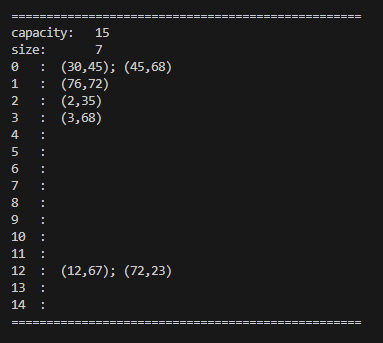 ==================================================
capacity:   15
size:       7
0   :  (30,45); (45,68)
1   :  (76,72)
2   :  (2,35)
3   :  (3,68)
4   :
5   :
6   :
7   :
8   :
9   :
10  :
11  :
12  :  (12,67); (72,23)
13  :
14  :
==================================================